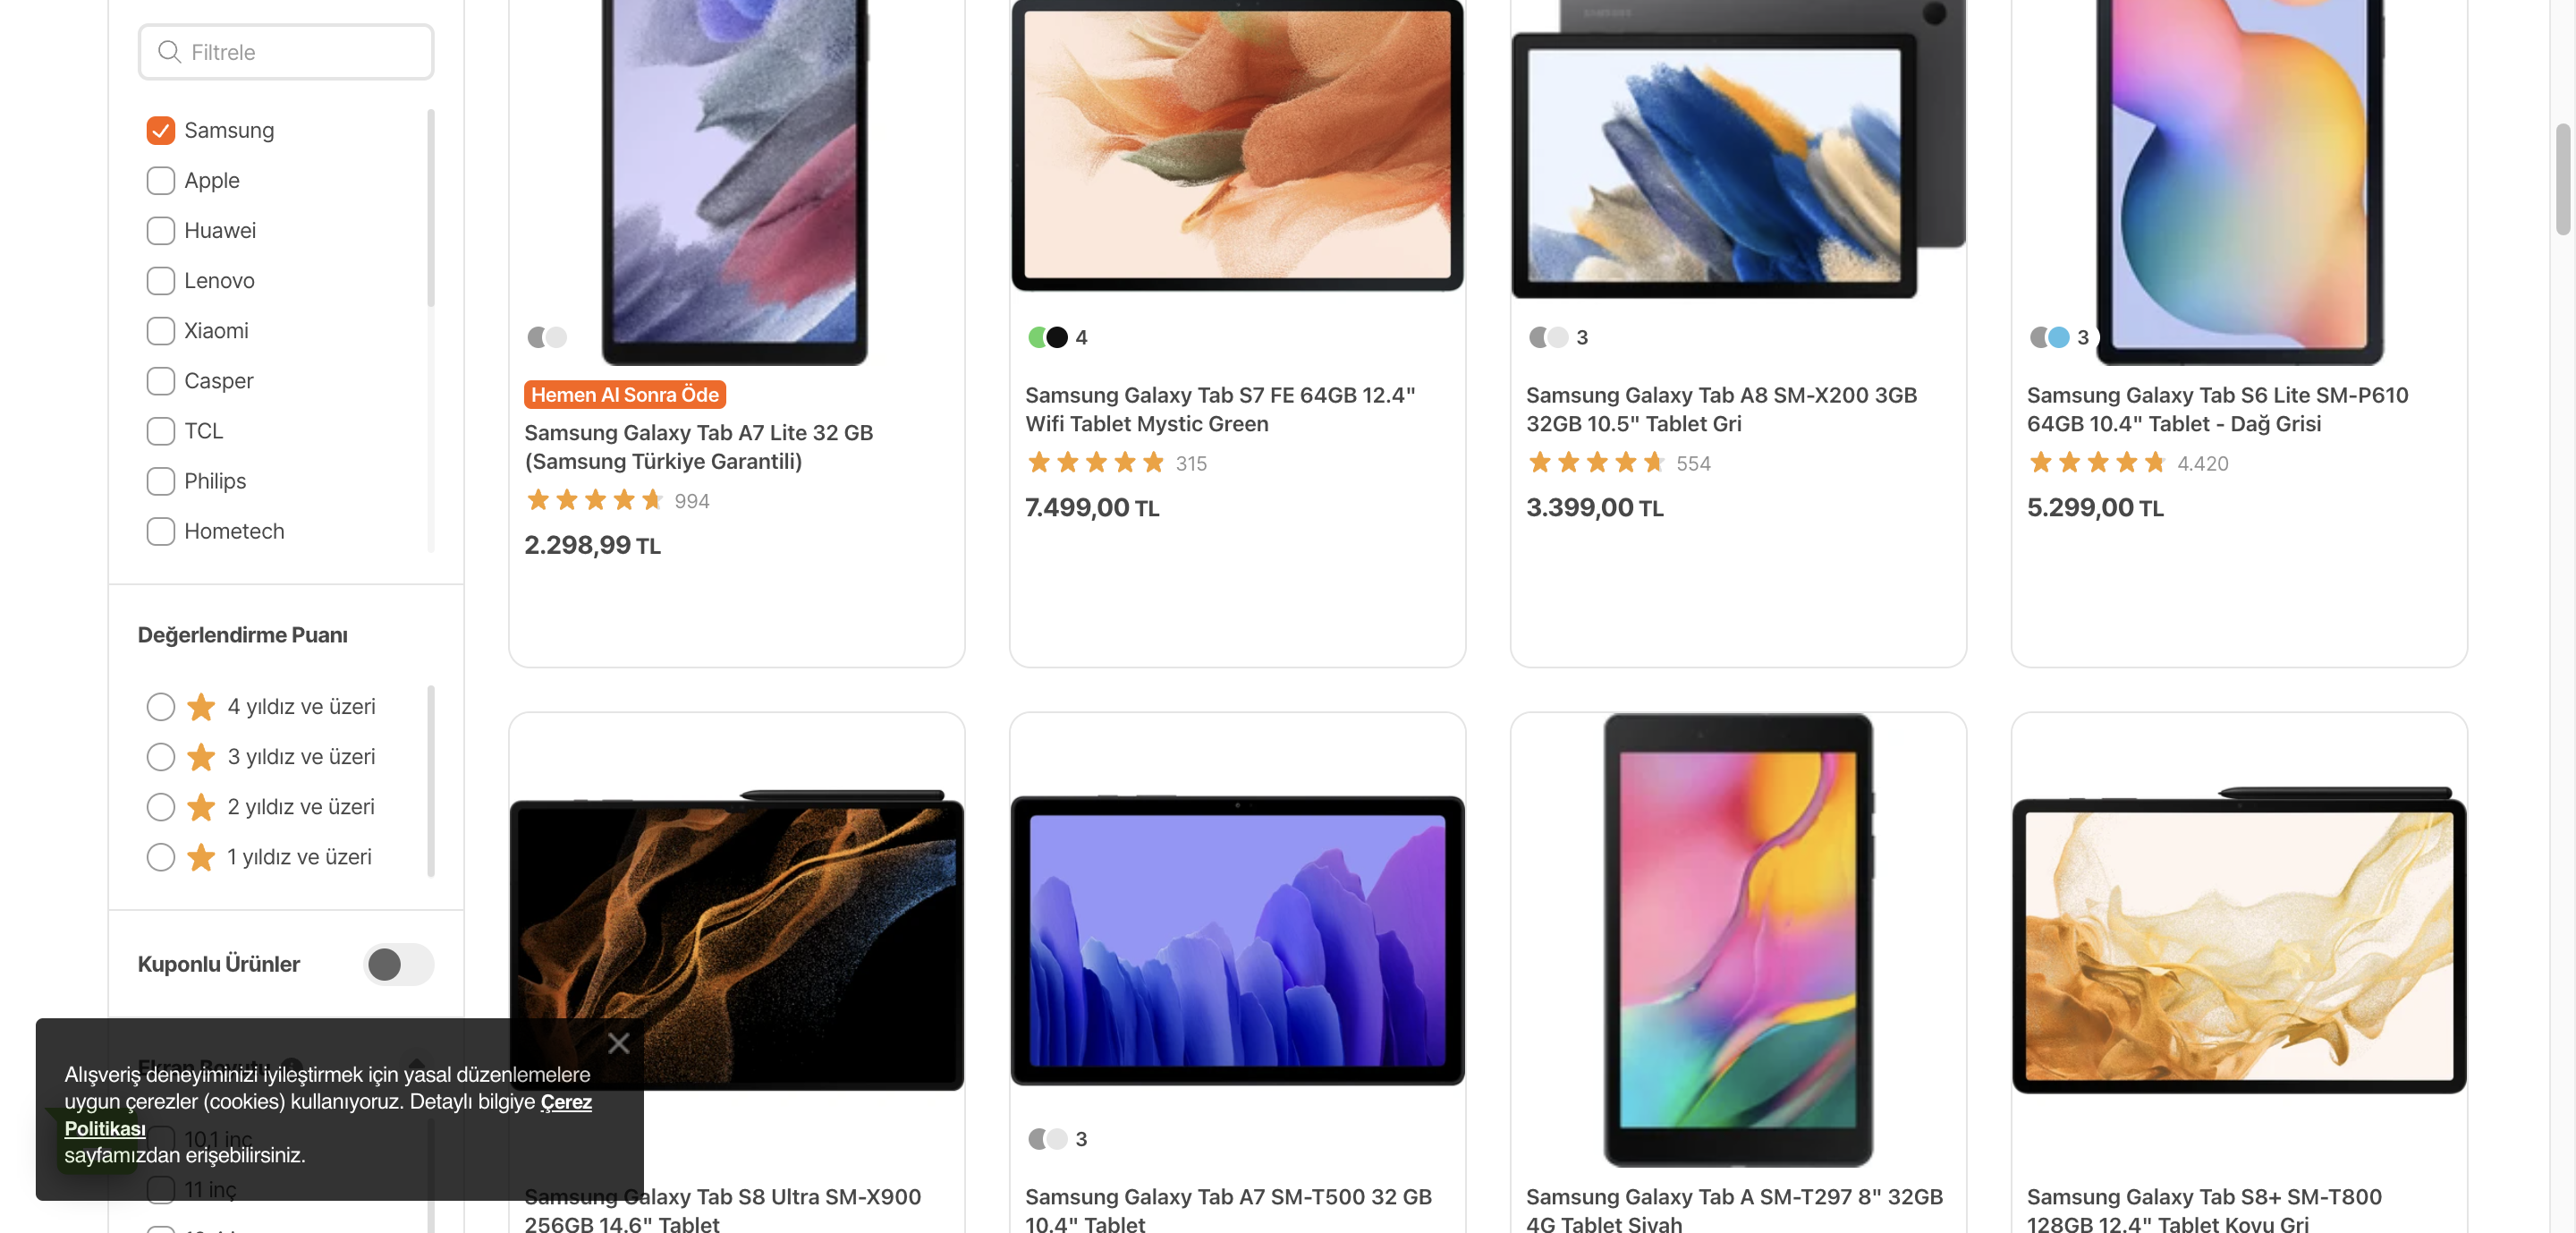 Filtrele
Samsung
Apple
Huawei
Lenovo
Xiaomi
Casper
TCL
Philips
Hometech
Değerlendirme Puanı
4 yıldız ve üzeri
3 yıldız ve üzeri
2 yıldız ve üzeri
1 yıldız ve üzeri
Kuponlu Ürünler
Ekran Boyutu
Alışveriş deneyiminizi iyileştirmek için yasal düzenlemelere
uygun çerezler (cookies) kullanıyoruz. Detaylı bilgiye Çerez
Politikası
sayfamızdan erişebilirsiniz.
10,1 inç
11 inç
Hemen Al Sonra Öde
Samsung Galaxy Tab A7 Lite 32 GB
(Samsung Türkiye Garantili)
994
2.298,99 TL
4
Samsung Galaxy Tab S7 FE 64GB 12.4"
Wifi Tablet Mystic Green
315
7.499,00 TL
SAMSUNG
3
Samsung Galaxy Tab A8 SM-X200 3GB
32GB 10.5" Tablet Gri
554
3.399,00 TL
3
Samsung Galaxy Tab S6 Lite SM-P610
64GB 10.4" Tablet - Dağ Grisi
4.420
5.299,00 TL
Samsung Galaxy Tab S8 Ultra SM-X900
256GB 14.6" Tablet
3
Samsung Galaxy Tab A7 SM-T500 32 GB
10.4" Tablet
Samsung Galaxy Tab A SM-T297 8" 32GB
4G Tablet Siyah
Samsung Galaxy Tab S8+ SM-T800
128GB 12.4" Tablet Koyu Gri